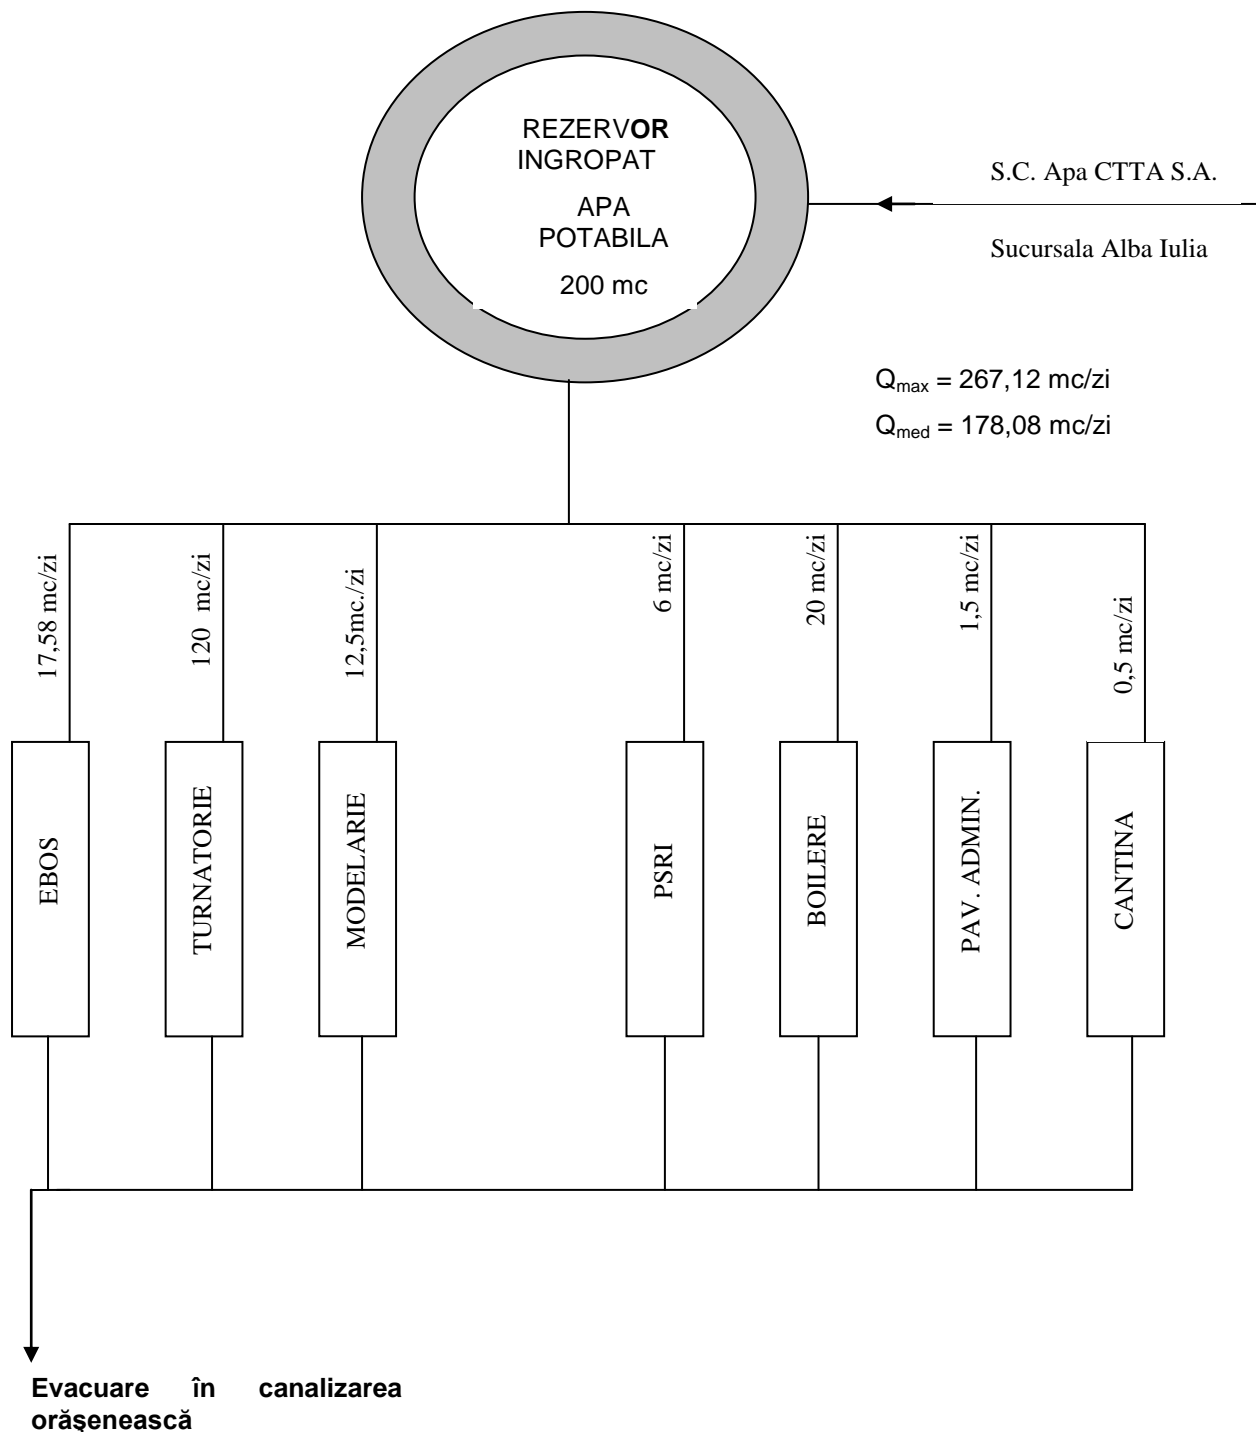 REZERVOR
INGROPAT
APA
POTABILA
200 mc
S.C. Apa CTTA S.A.
Sucursala Alba Iulia
Qmax = 267,12 mc/zi
Qmed = 178,08 mc/zi
17,58 mc/zi
120 mc/zi
12,5mc./zi
6 mc/zi
20 mc/zi
1,5 mc/zi
0,5 mc/zi
EBOS
TURNATORIE
MODELARIE
PSRI
BOILERE
PAV. ADMIN.
CANTINA
Evacuare în canalizarea
orăşenească